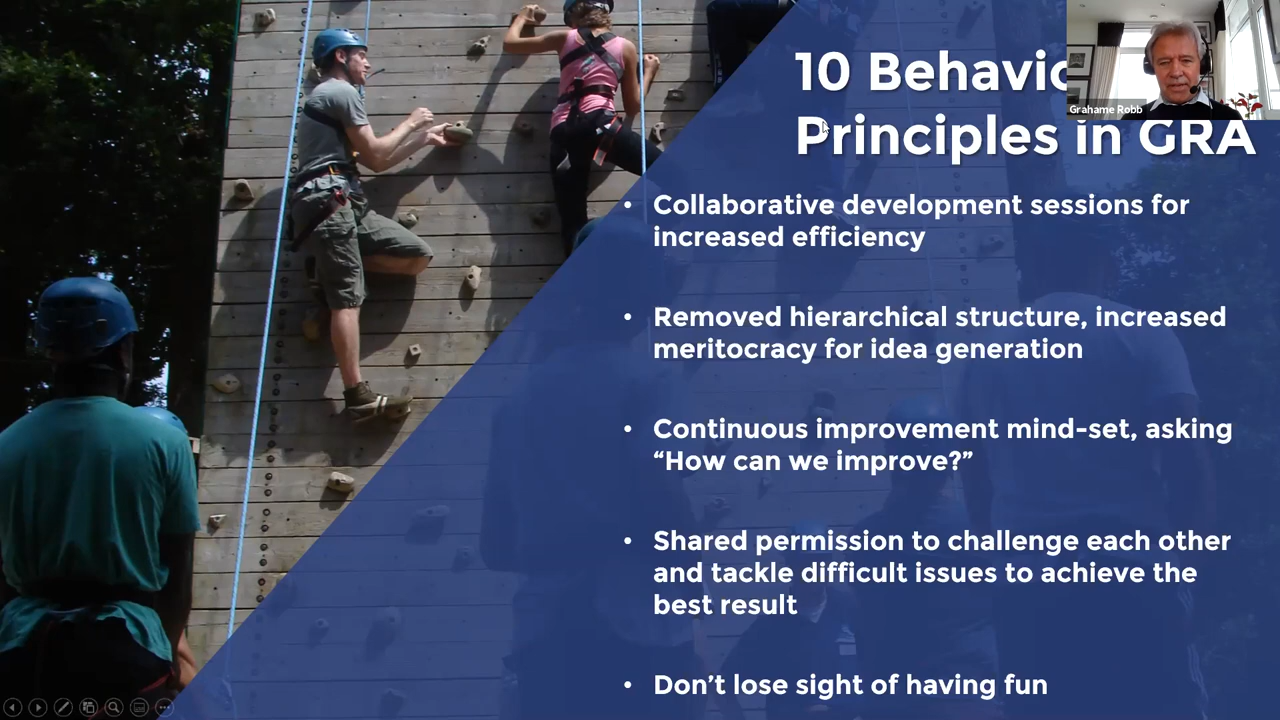 10 Behavio
Principles in GRA
Grahame Robb
• Collaborative development sessions for
increased efficiency
• Removed hierarchical structure, increased
meritocracy for idea generation
• Continuous improvement mind-set, asking
“How can we improve?”
• Shared permission to challenge each other
and tackle difficult issues to achieve the
best result
• Don’t lose sight of having fun